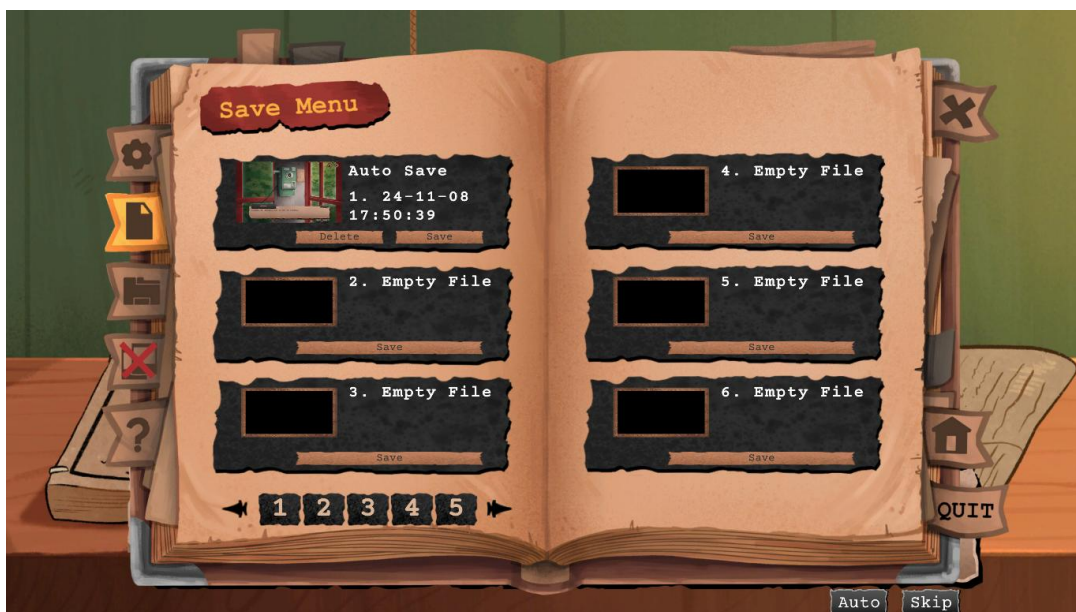 Save Menu
Auto Save
1. 24-11-08
17:50:39
Delete
Save
2. Empty File
Save
3. Empty File
Save
4. Empty File
Save
5. Empty File
Save
6. Empty File
Save
1 2 3 4 5
?
QUIT
Auto
Skip